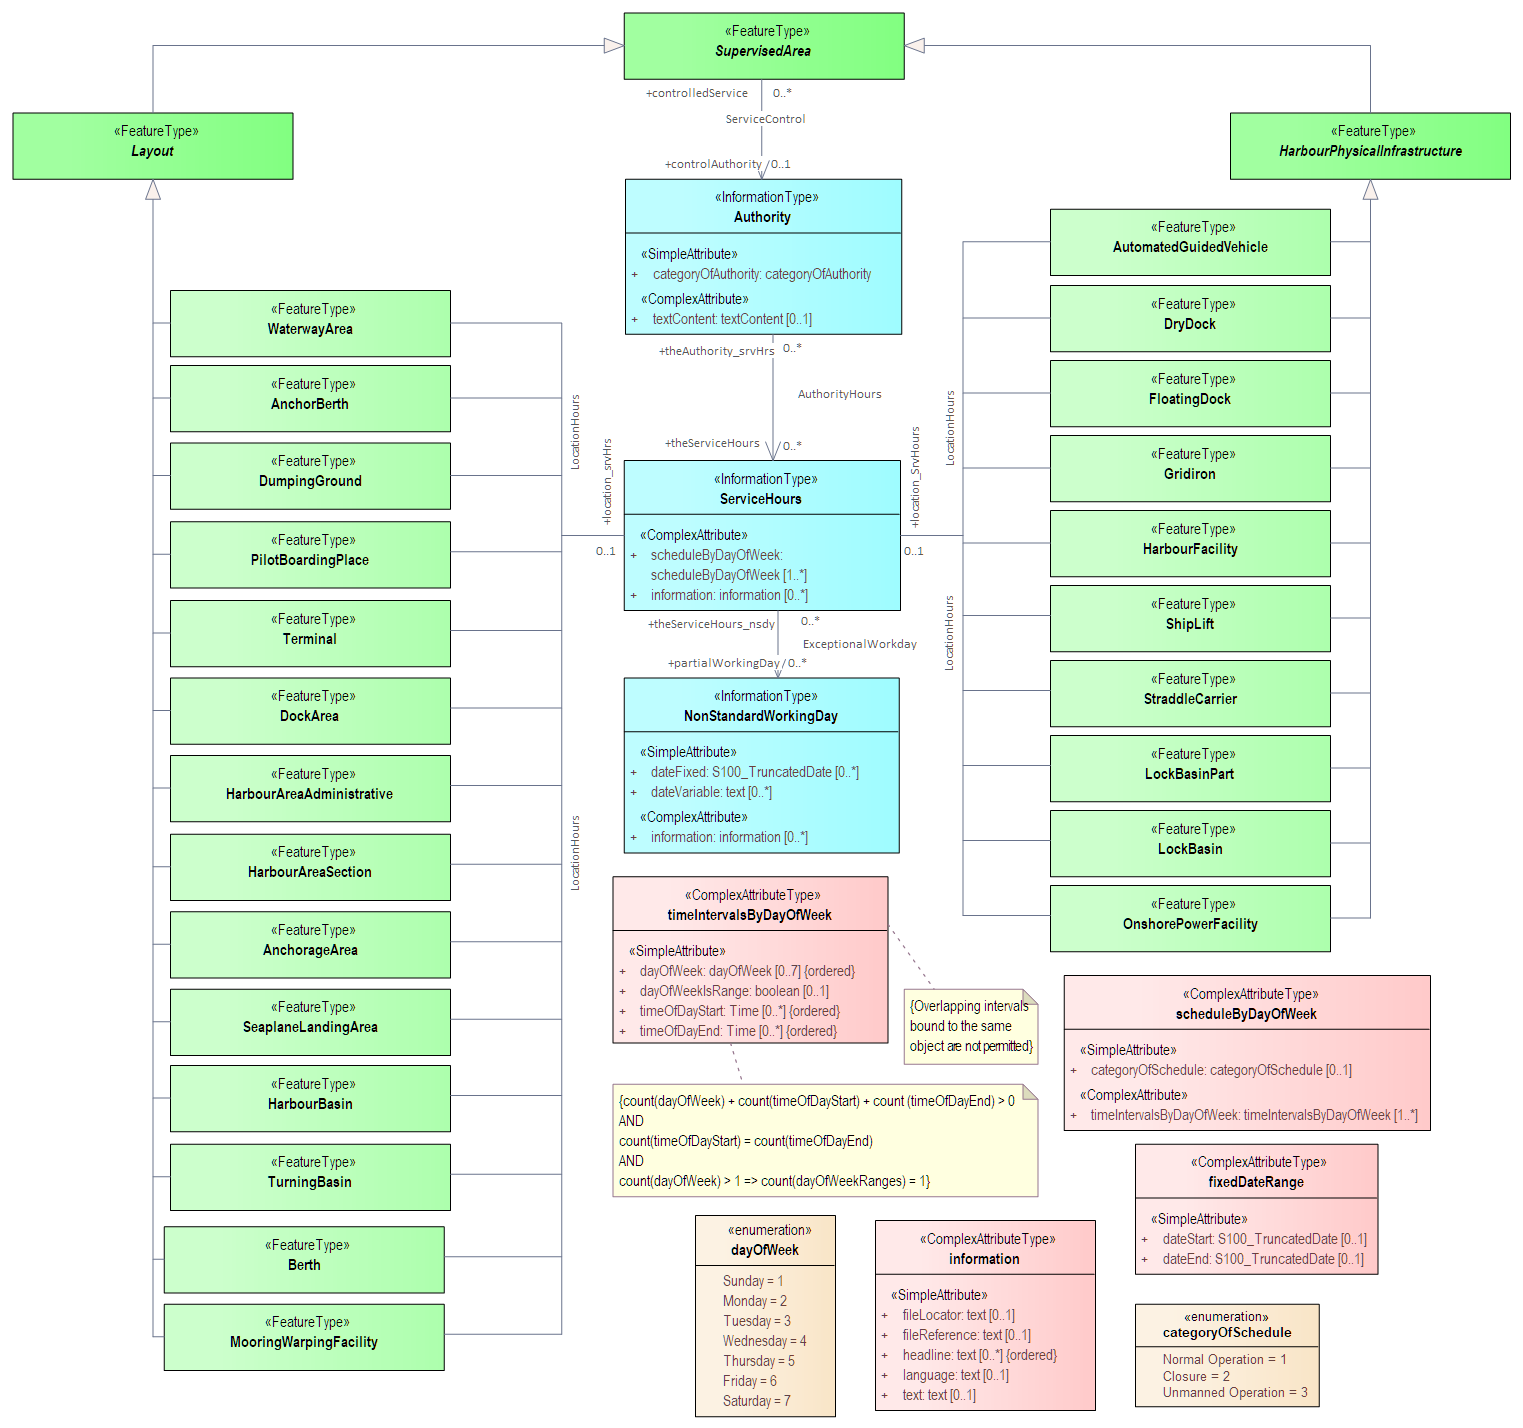 «FeatureType»
SupervisedArea
+controlledService
0..*
ServiceControl
+controlAuthority
0..1
«FeatureType»
Layout
«FeatureType»
HarbourPhysicalInfrastructure
«InformationType»
Authority
«SimpleAttribute»
+ categoryOfAuthority: categoryOfAuthority
«ComplexAttribute»
+ textContent: textContent [0..1]
+theAuthority_srvHrs
0..*
AuthorityHours
+theServiceHours
0..*
«InformationType»
ServiceHours
«ComplexAttribute»
+ scheduleByDayOfWeek:
scheduleByDayOfWeek [1..*]
+ information: information [0..*]
+theServiceHours_nsdy
0..*
ExceptionalWorkday
+partialWorkingDay
0..*
«InformationType»
NonStandardWorkingDay
«SimpleAttribute»
+ dateFixed: S100_TruncatedDate [0..*]
+ dateVariable: text [0..*]
«ComplexAttribute»
+ information: information [0..*]
«FeatureType»
WaterwayArea
«FeatureType»
AnchorBerth
«FeatureType»
DumpingGround
«FeatureType»
PilotBoardingPlace
«FeatureType»
Terminal
«FeatureType»
DockArea
«FeatureType»
HarbourAreaAdministrative
«FeatureType»
HarbourAreaSection
«FeatureType»
AnchorageArea
«FeatureType»
SeaplaneLandingArea
«FeatureType»
HarbourBasin
«FeatureType»
TurningBasin
«FeatureType»
Berth
«FeatureType»
MooringWarpingFacility
LocationHours
+location_srvHrs
0..1
LocationHours
+location_SrvHours
0..1
LocationHours
LocationHours
«FeatureType»
AutomatedGuidedVehicle
«FeatureType»
DryDock
«FeatureType»
FloatingDock
«FeatureType»
Gridiron
«FeatureType»
HarbourFacility
«FeatureType»
ShipLift
«FeatureType»
StraddleCarrier
«FeatureType»
LockBasinPart
«FeatureType»
LockBasin
«FeatureType»
OnshorePowerFacility
«ComplexAttributeType»
timeIntervalsByDayOfWeek
«SimpleAttribute»
+ dayOfWeek: dayOfWeek [0..7] {ordered}
+ dayOfWeekIsRange: boolean [0..1]
+ timeOfDayStart: Time [0..*] {ordered}
+ timeOfDayEnd: Time [0..*] {ordered}
{Overlapping intervals
bound to the same
object are not permitted}
{count(dayOfWeek) + count(timeOfDayStart) + count (timeOfDayEnd) > 0
AND
count(timeOfDayStart) = count(timeOfDayEnd)
AND
count(dayOfWeek) > 1 => count(dayOfWeekRanges) = 1}
«ComplexAttributeType»
scheduleByDayOfWeek
«SimpleAttribute»
+ categoryOfSchedule: categoryOfSchedule [0..1]
«ComplexAttribute»
+ timeIntervalsByDayOfWeek: timeIntervalsByDayOfWeek [1..*]
«ComplexAttributeType»
fixedDateRange
«SimpleAttribute»
+ dateStart: S100_TruncatedDate [0..1]
+ dateEnd: S100_TruncatedDate [0..1]
«enumeration»
dayOfWeek
Sunday = 1
Monday = 2
Tuesday = 3
Wednesday = 4
Thursday = 5
Friday = 6
Saturday = 7
«ComplexAttributeType»
information
«SimpleAttribute»
+ fileLocator: text [0..1]
+ fileReference: text [0..1]
+ headline: text [0..*] {ordered}
+ language: text [0..1]
+ text: text [0..1]
«enumeration»
categoryOfSchedule
Normal Operation = 1
Closure = 2
Unmanned Operation = 3